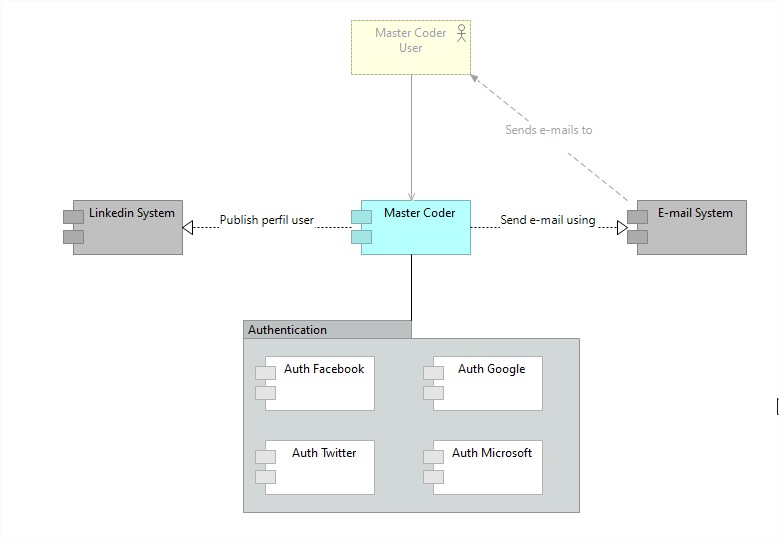 Master Coder
User
Sends e-mails to
Linkedin System
Publish perfil user
Master Coder
Send e-mail using
E-mail System
Authentication
Auth Facebook
Auth Google
Auth Twitter
Auth Microsoft